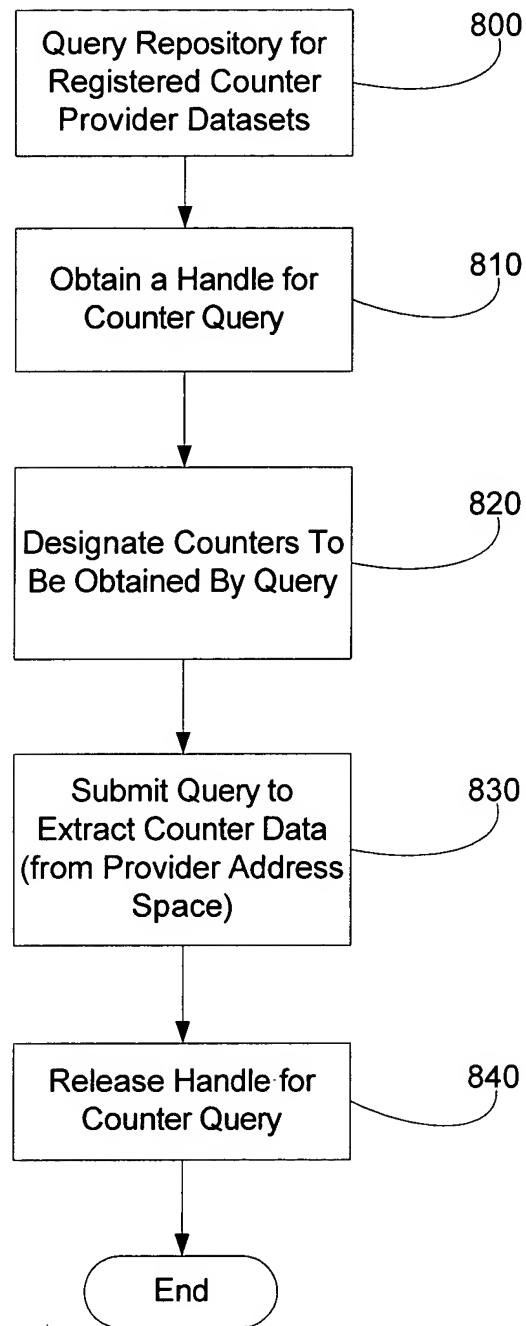 Query Repository for
Registered Counter
Provider Datasets
800
Obtain a Handle for
Counter Query
810
Designate Counters To
Be Obtained By Query
820
Submit Query to
Extract Counter Data
(from Provider Address
Space)
830
Release Handle for
Counter Query
840
End